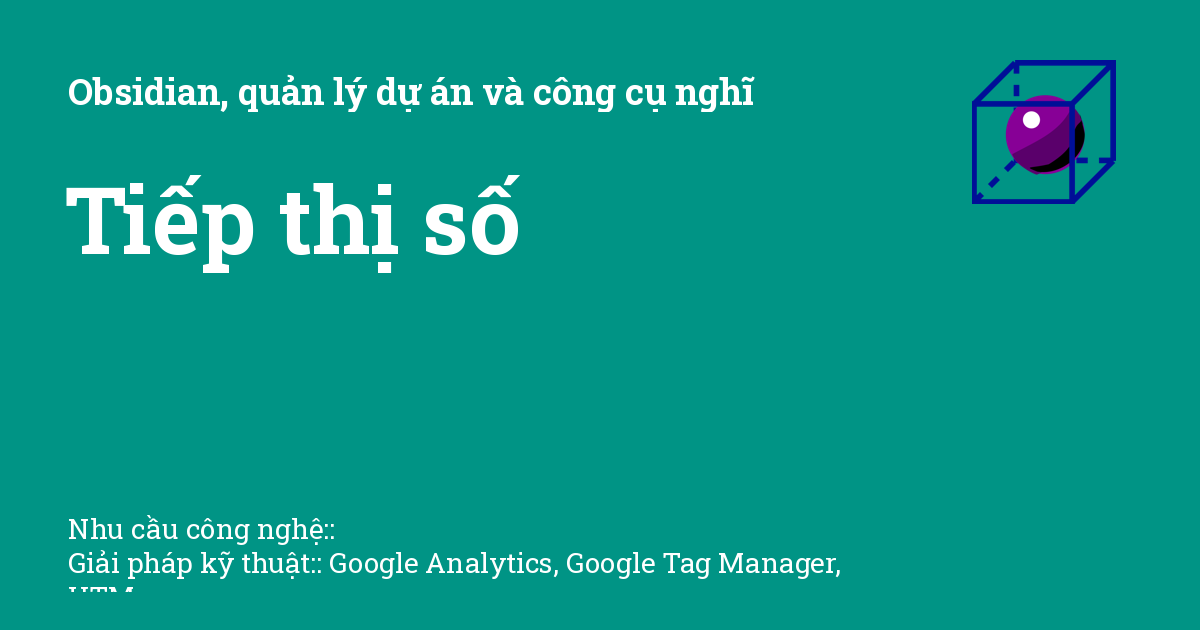 Obsidian, quản lý dự án và công cụ nghĩ
Tiếp thị số
Nhu cầu công nghệ::
Giải pháp kỹ thuật:: Google Analytics, Google Tag Manager,